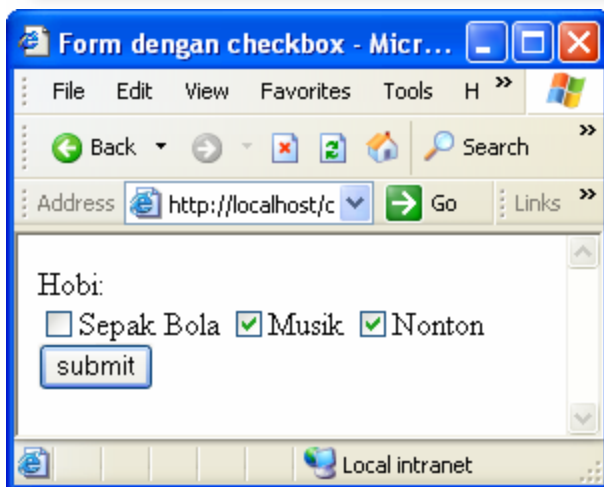 Form dengan checkbox - Micr...
File Edit View Favorites Tools H »
Back Search »
Address http://localhost/c Go Links »
Hobi:
Sepak Bola Musik Nonton
submit
Local intranet